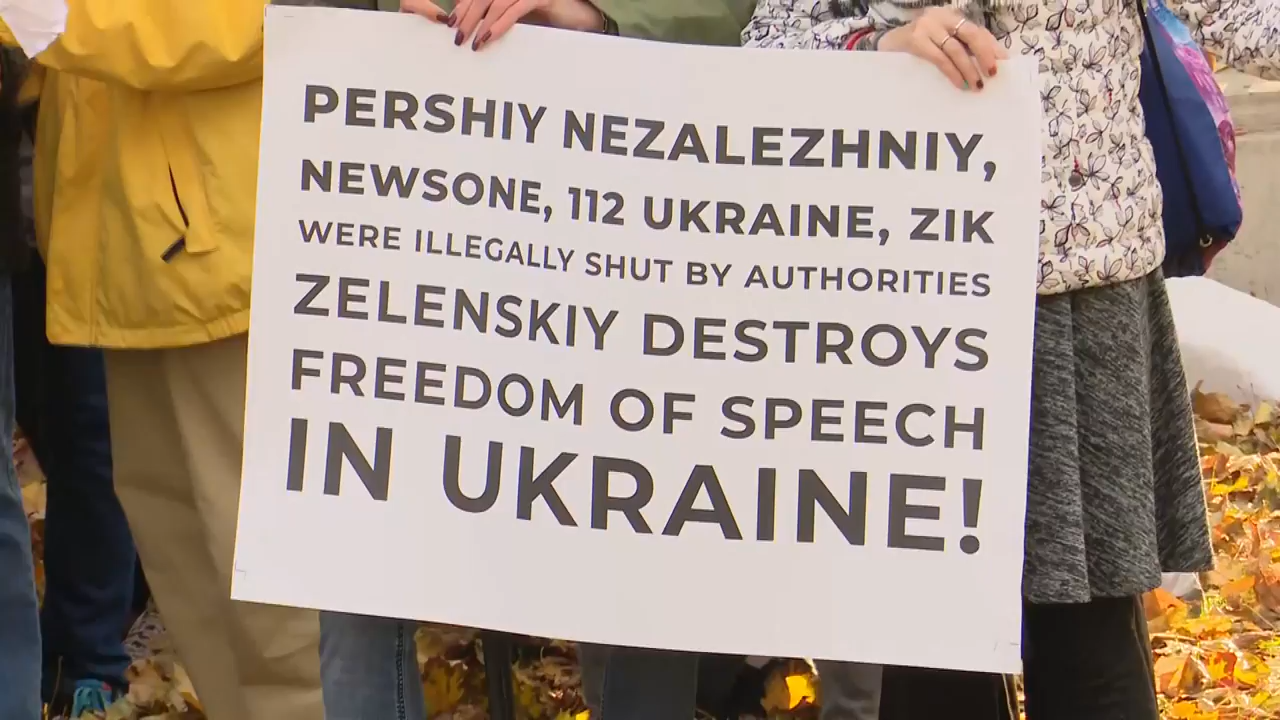 PERSHIY NEZALEZHNIY,
NEWSONE, 112 UKRAINE, ZIK
WERE ILLEGALLY SHUT BY AUTHORITIES
ZELENSKIY DESTROYS
FREEDOM OF SPEECH
IN UKRAINE!